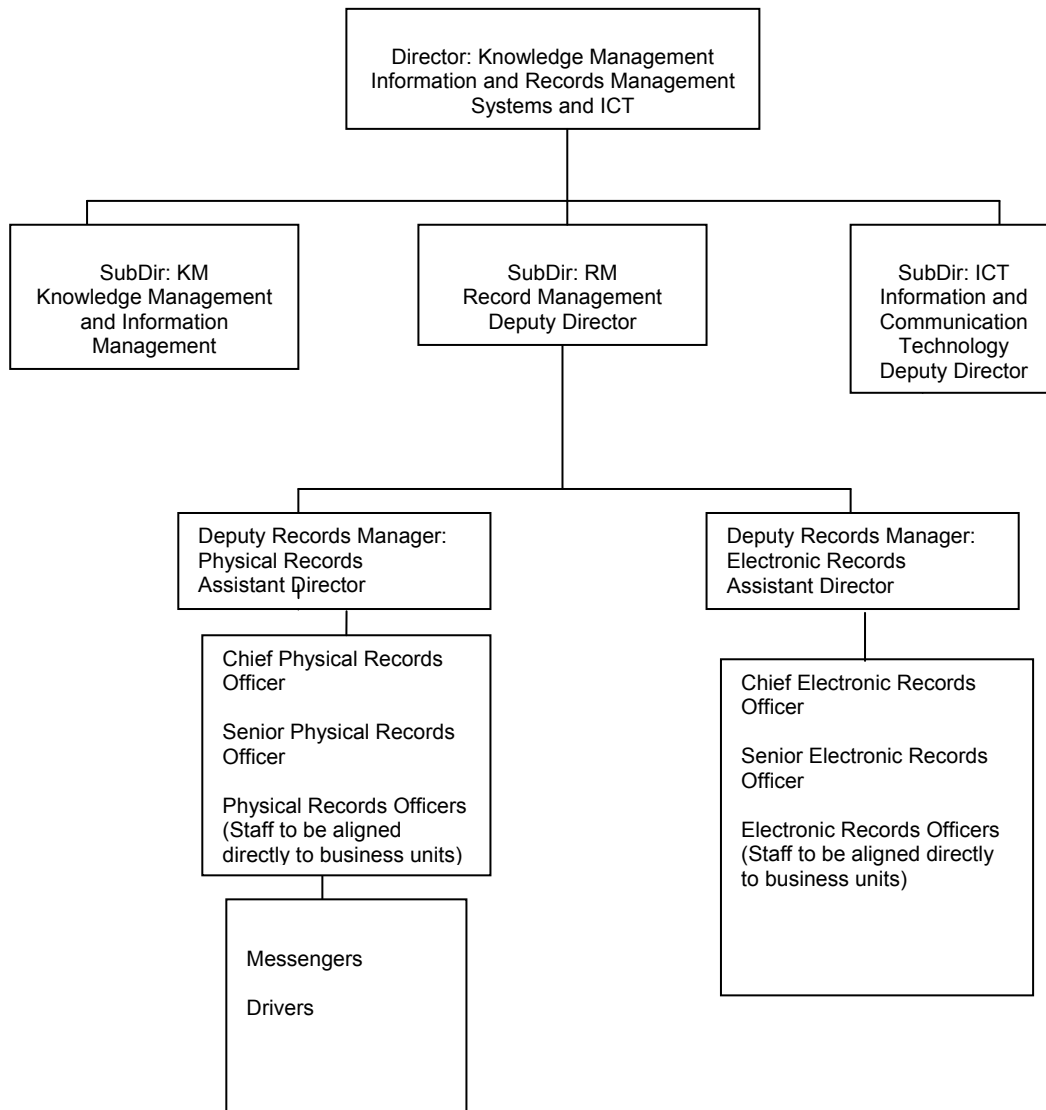 Director: Knowledge Management
Information and Records Management
Systems and ICT
SubDir: KM
Knowledge Management
and Information
Management
SubDir: RM
Record Management
Deputy Director
SubDir: ICT
Information and
Communication
Technology
Deputy Director
Deputy Records Manager:
Physical Records
Assistant Director
Deputy Records Manager:
Electronic Records
Assistant Director
Chief Physical Records
Officer
Senior Physical Records
Officer
Physical Records Officers
(Staff to be aligned
directly to business units)
Chief Electronic Records
Officer
Senior Electronic Records
Officer
Electronic Records Officers
(Staff to be aligned directly
to business units)
Messengers
Drivers